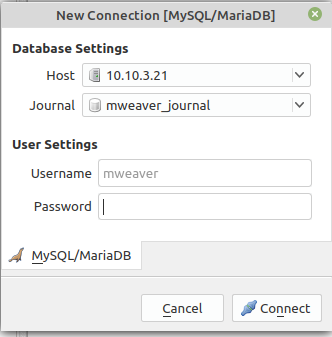 New Connection [MySQL/MariaDB]
Database Settings
Host 10.10.3.21
Journal mweaver_journal
User Settings
Username mweaver
Password
MySQL/MariaDB
Cancel Connect